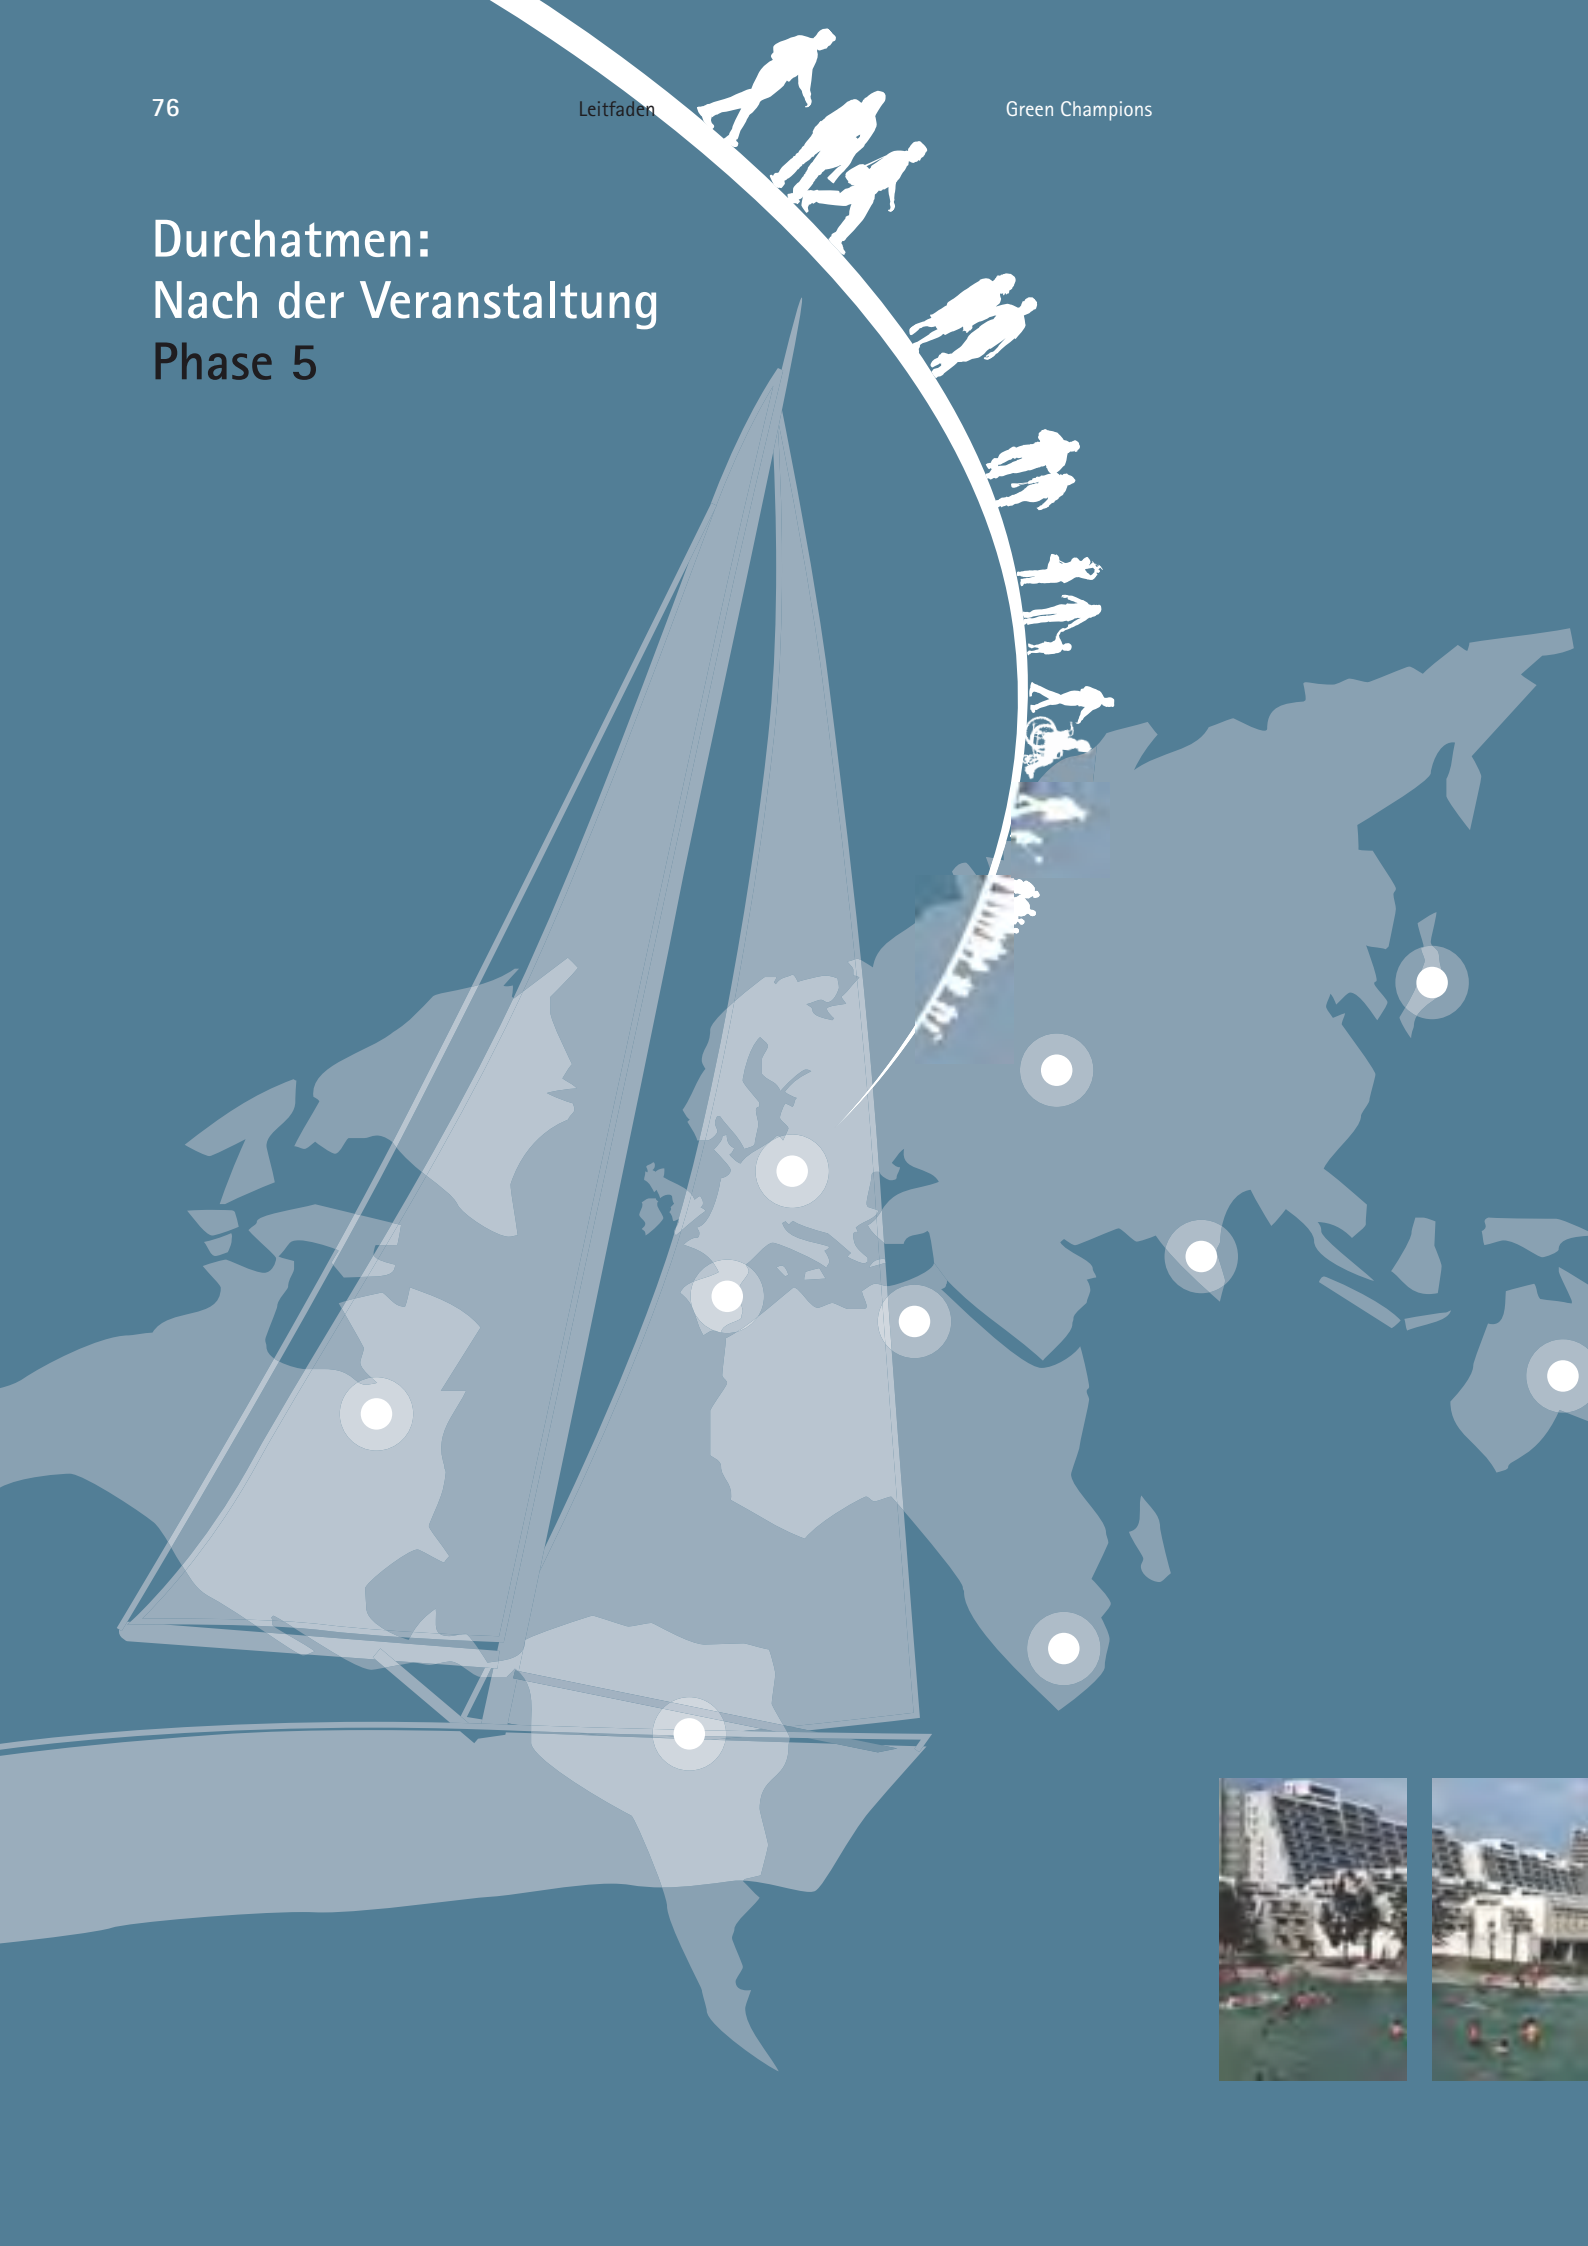 76
Leitfaden
Green Champions
Durchatmen:
Nach der Veranstaltung
Phase 5